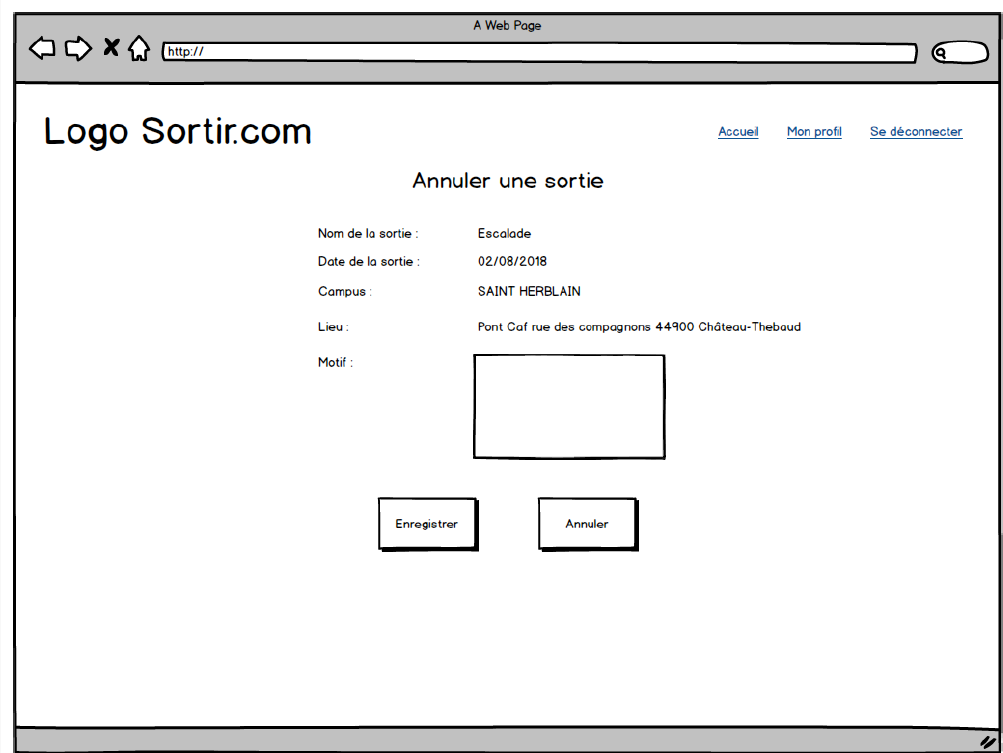 A Web Page
http://
Logo Sortir.com
Accueil Mon profil Se déconnecter
Annuler une sortie
Nom de la sortie : Escalade
Date de la sortie : 02/08/2018
Campus : SAINT HERBLAIN
Lieu : Pont Caf rue des compagnons 44900 Château-Thebaud
Motif :
Enregistrer Annuler